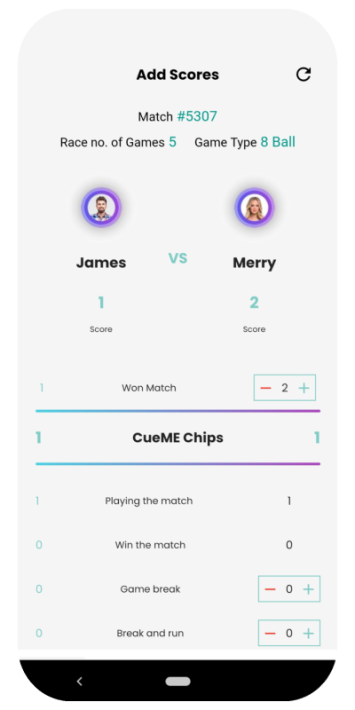 Add Scores
Match #5307
Race no. of Games 5 Game Type 8 Ball
VS
James Merry
1 2
Score Score
1 Won Match − 2 +
1 CueME Chips 1
1 Playing the match 1
0 Win the match 0
0 Game break − 0 +
0 Break and run − 0 +